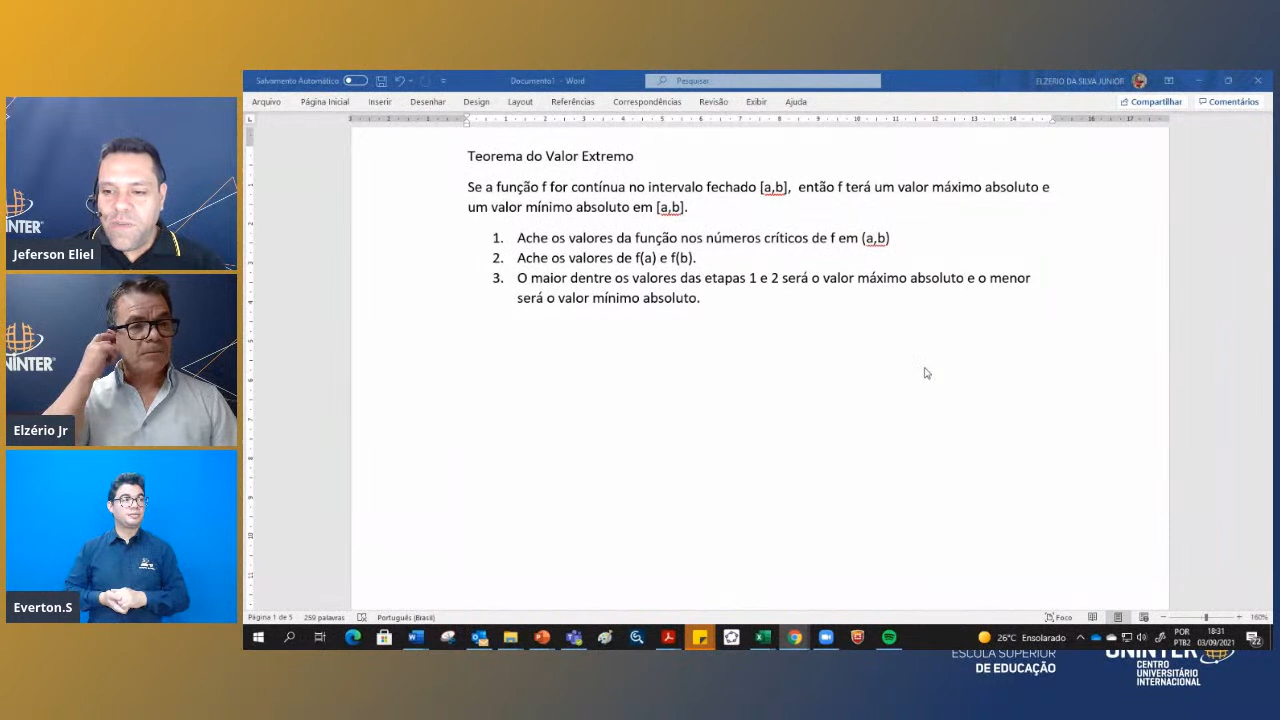 Salvamento Automático
Documento1 - Word
Pesquisar
ELZERIO DA SILVA JUNIOR
Arquivo Página Inicial Inserir Desenhar Design Layout Referências Correspondências Revisão Exibir Ajuda
Compartilhar Comentários
Teorema do Valor Extremo
Se a função f for contínua no intervalo fechado [a,b], então f terá um valor máximo absoluto e
um valor mínimo absoluto em [a,b].
1. Ache os valores da função nos números críticos de f em (a,b)
2. Ache os valores de f(a) e f(b).
3. O maior dentre os valores das etapas 1 e 2 será o valor máximo absoluto e o menor
será o valor mínimo absoluto.
Jeferson Eliel
UNINTER
Elzério Jr
Everton.S
Página 1 de 5 259 palavras Português (Brasil)
Foco
160%
26°C Ensolarado
POR
PTB2
18:31
03/09/2021
22
ESCOLA SUPERIOR
DE EDUCAÇÃO
UNINTER
CENTRO
UNIVERSITÁRIO
INTERNACIONAL